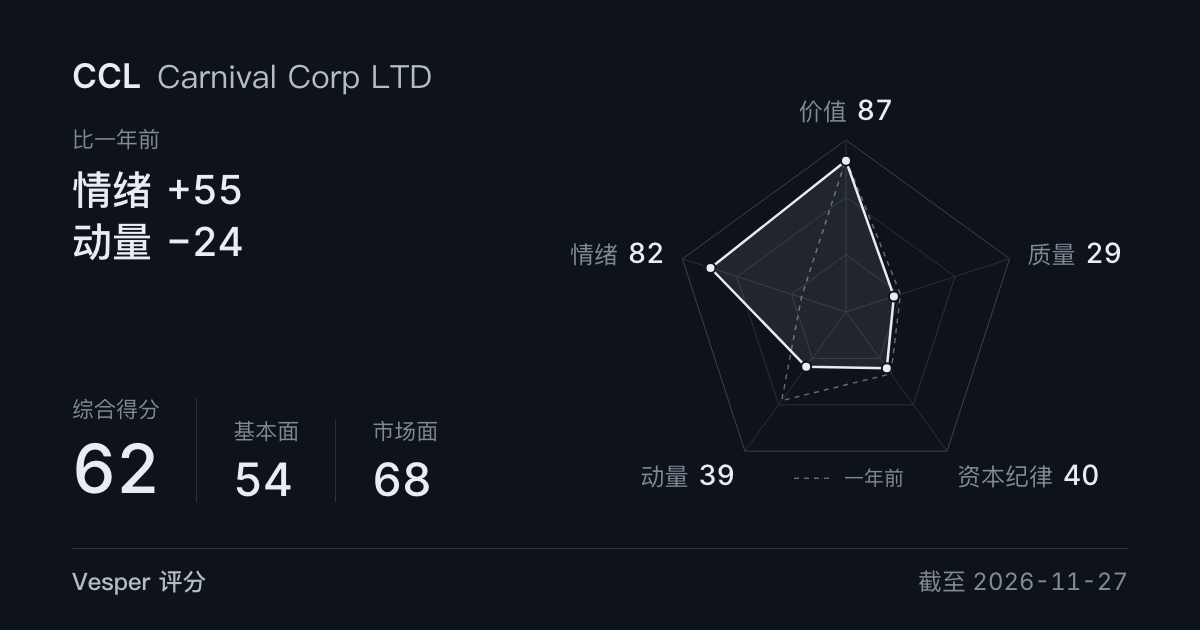 CCL Carnival Corp LTD
比一年前
情绪 +55
动量 −24
综合得分
62
基本面
54
市场面
68
价值 87
情绪 82
质量 29
动量 39
一年前
资本纪律 40
Vesper 评分
截至 2026-11-27